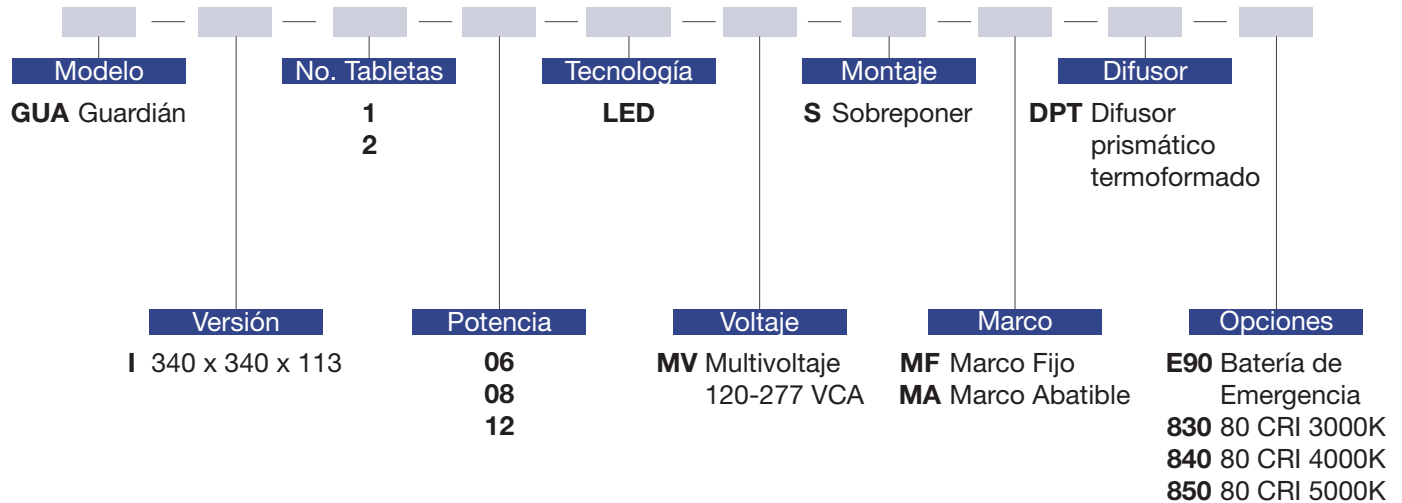 Modelo
GUA Guardián
No. Tabletas
1
2
Tecnología
LED
Montaje
S Sobreponer
Difusor
DPT Difusor
prismático
termoformado
Versión
I 340 x 340 x 113
Potencia
06
08
12
Voltaje
MV Multivoltaje
120-277 VCA
Marco
MF Marco Fijo
MA Marco Abatible
Opciones
E90 Batería de
Emergencia
830 80 CRI 3000K
840 80 CRI 4000K
850 80 CRI 5000K